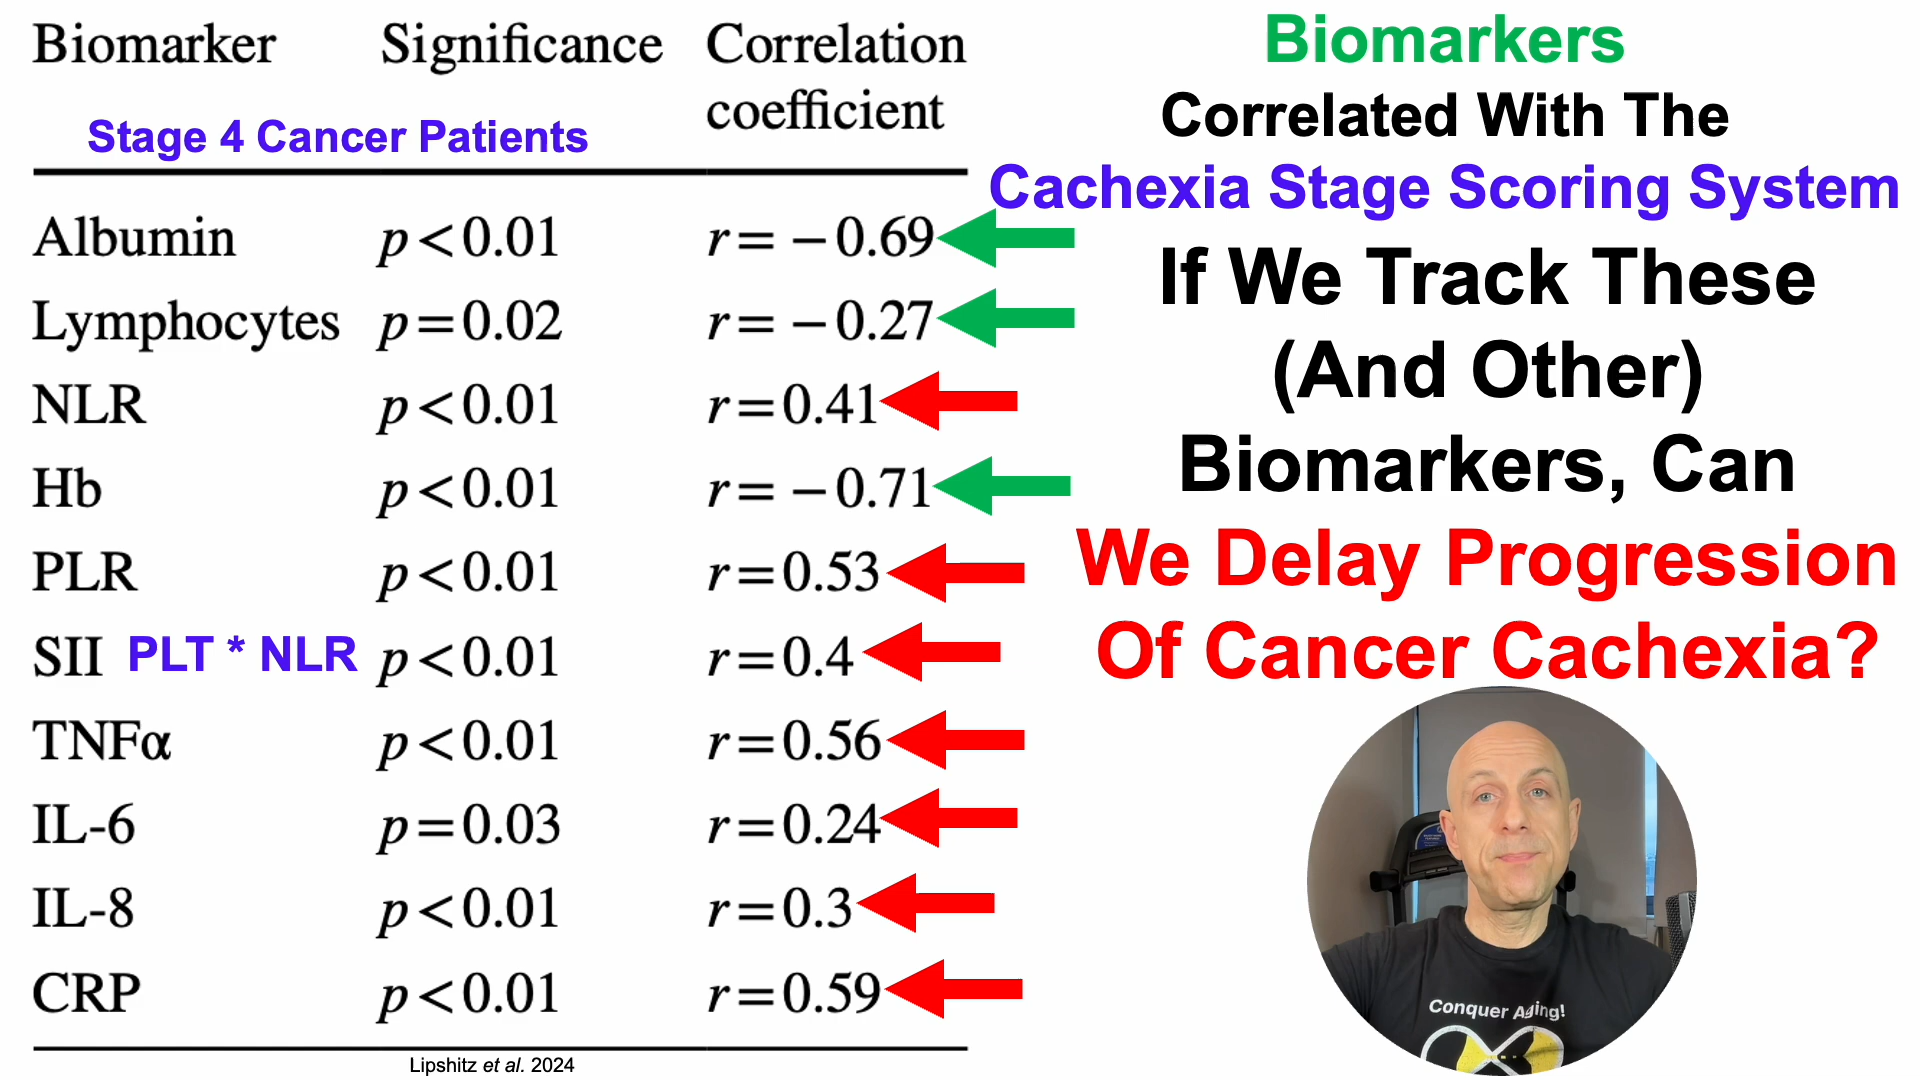 Biomarker Significance Correlation coefficient
Stage 4 Cancer Patients
Albumin p<0.01 r=−0.69
Lymphocytes p=0.02 r=−0.27
NLR p<0.01 r=0.41
Hb p<0.01 r=−0.71
PLR p<0.01 r=0.53
SII PLT * NLR p<0.01 r=0.4
TNFα p<0.01 r=0.56
IL-6 p=0.03 r=0.24
IL-8 p<0.01 r=0.3
CRP p<0.01 r=0.59
Lipshitz et al. 2024
Biomarkers
Correlated With The
Cachexia Stage Scoring System
If We Track These
(And Other)
Biomarkers, Can
We Delay Progression
Of Cancer Cachexia?
Conquer Aging!